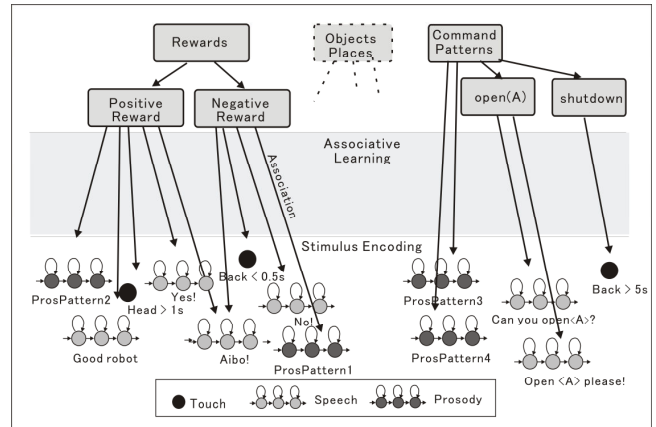 Rewards
Objects
Places
Command
Patterns
Positive
Reward
Negative
Reward
open(A)
shutdown
Association
Associative
Learning
Stimulus Encoding
ProsPattern2
Head > 1s
Yes!
Back < 0.5s
No!
ProsPattern3
Can you open<A>?
Back > 5s
Good robot
Aibo!
ProsPattern1
ProsPattern4
Open <A> please!
Touch
Speech
Prosody